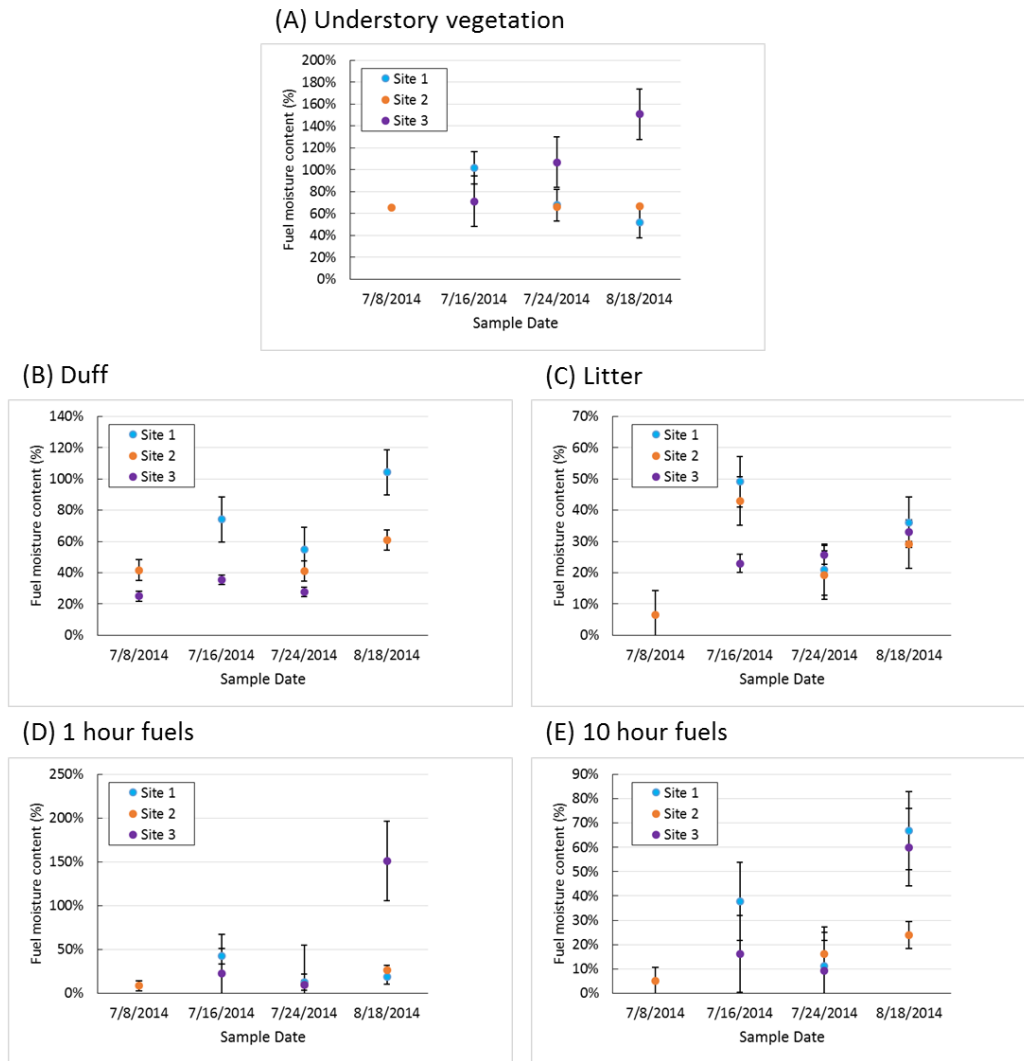 (A) Understory vegetation
200%
180%
160%
140%
120%
100%
80%
60%
40%
20%
0%
Fuel moisture content (%)
Site 1
Site 2
Site 3
7/8/2014 7/16/2014 7/24/2014 8/18/2014
Sample Date
(B) Duff
140%
120%
100%
80%
60%
40%
20%
0%
Fuel moisture content (%)
Site 1
Site 2
Site 3
7/8/2014 7/16/2014 7/24/2014 8/18/2014
Sample Date
(C) Litter
70%
60%
50%
40%
30%
20%
10%
0%
Fuel moisture content (%)
Site 1
Site 2
Site 3
7/8/2014 7/16/2014 7/24/2014 8/18/2014
Sample Date
(D) 1 hour fuels
250%
200%
150%
100%
50%
0%
Fuel moisture content (%)
Site 1
Site 2
Site 3
7/8/2014 7/16/2014 7/24/2014 8/18/2014
Sample Date
(E) 10 hour fuels
90%
80%
70%
60%
50%
40%
30%
20%
10%
0%
Fuel moisture content (%)
Site 1
Site 2
Site 3
7/8/2014 7/16/2014 7/24/2014 8/18/2014
Sample Date